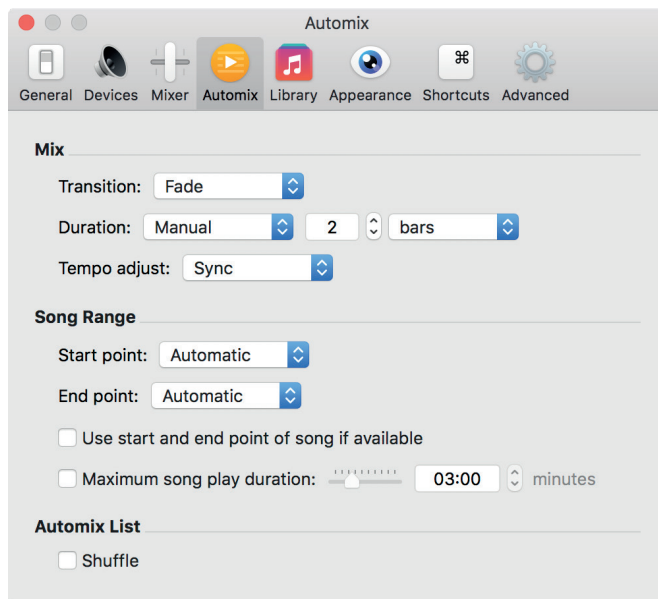 Automix
General Devices Mixer Automix Library Appearance Shortcuts Advanced
Mix
Transition: Fade
Duration: Manual 2 bars
Tempo adjust: Sync
Song Range
Start point: Automatic
End point: Automatic
Use start and end point of song if available
Maximum song play duration: 03:00 minutes
Automix List
Shuffle